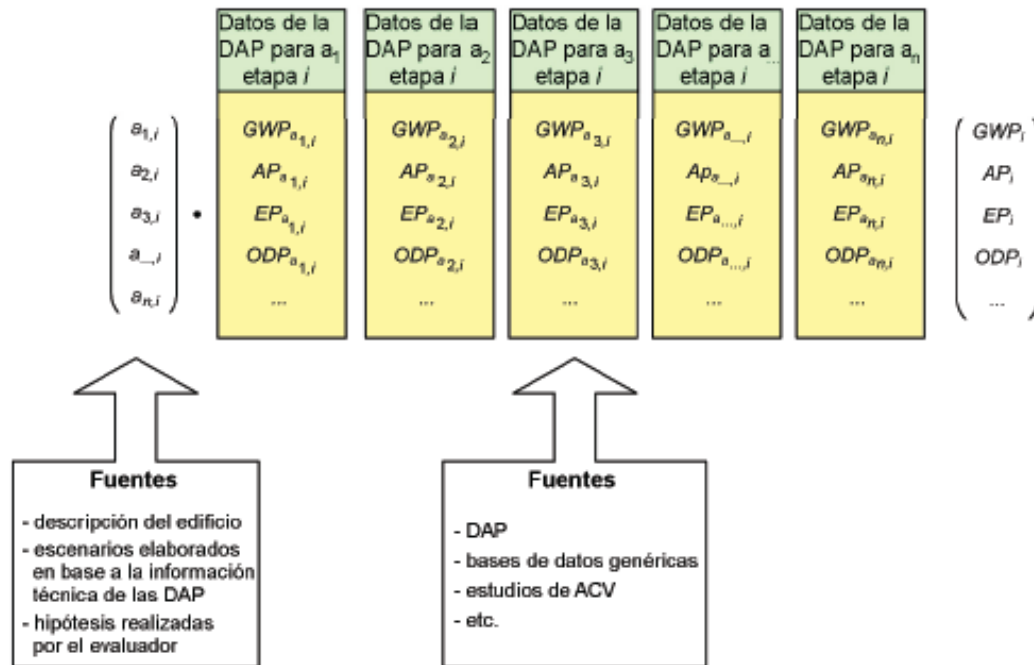 Datos de la DAP para a1 etapa i
Datos de la DAP para a2 etapa i
Datos de la DAP para a3 etapa i
Datos de la DAP para a... etapa i
Datos de la DAP para an etapa i
a1,i GWPa1,i GWPa2,i GWPa3,i GWPa...,i GWPan,i GWPi
a2,i APa1,i APa2,i APa3,i Apa...,i APan,i APi
a3,i • EPa1,i EPa2,i EPa3,i EPa...,i EPan,i EPi
a...,i ODPa1,i ODPa2,i ODPa3,i ODPa...,i ODPan,i ODPi
an,i ... ... ... ... ... ...
Fuentes
- descripción del edificio
- escenarios elaborados
en base a la información
técnica de las DAP
- hipótesis realizadas
por el evaluador
Fuentes
- DAP
- bases de datos genéricas
- estudios de ACV
- etc.